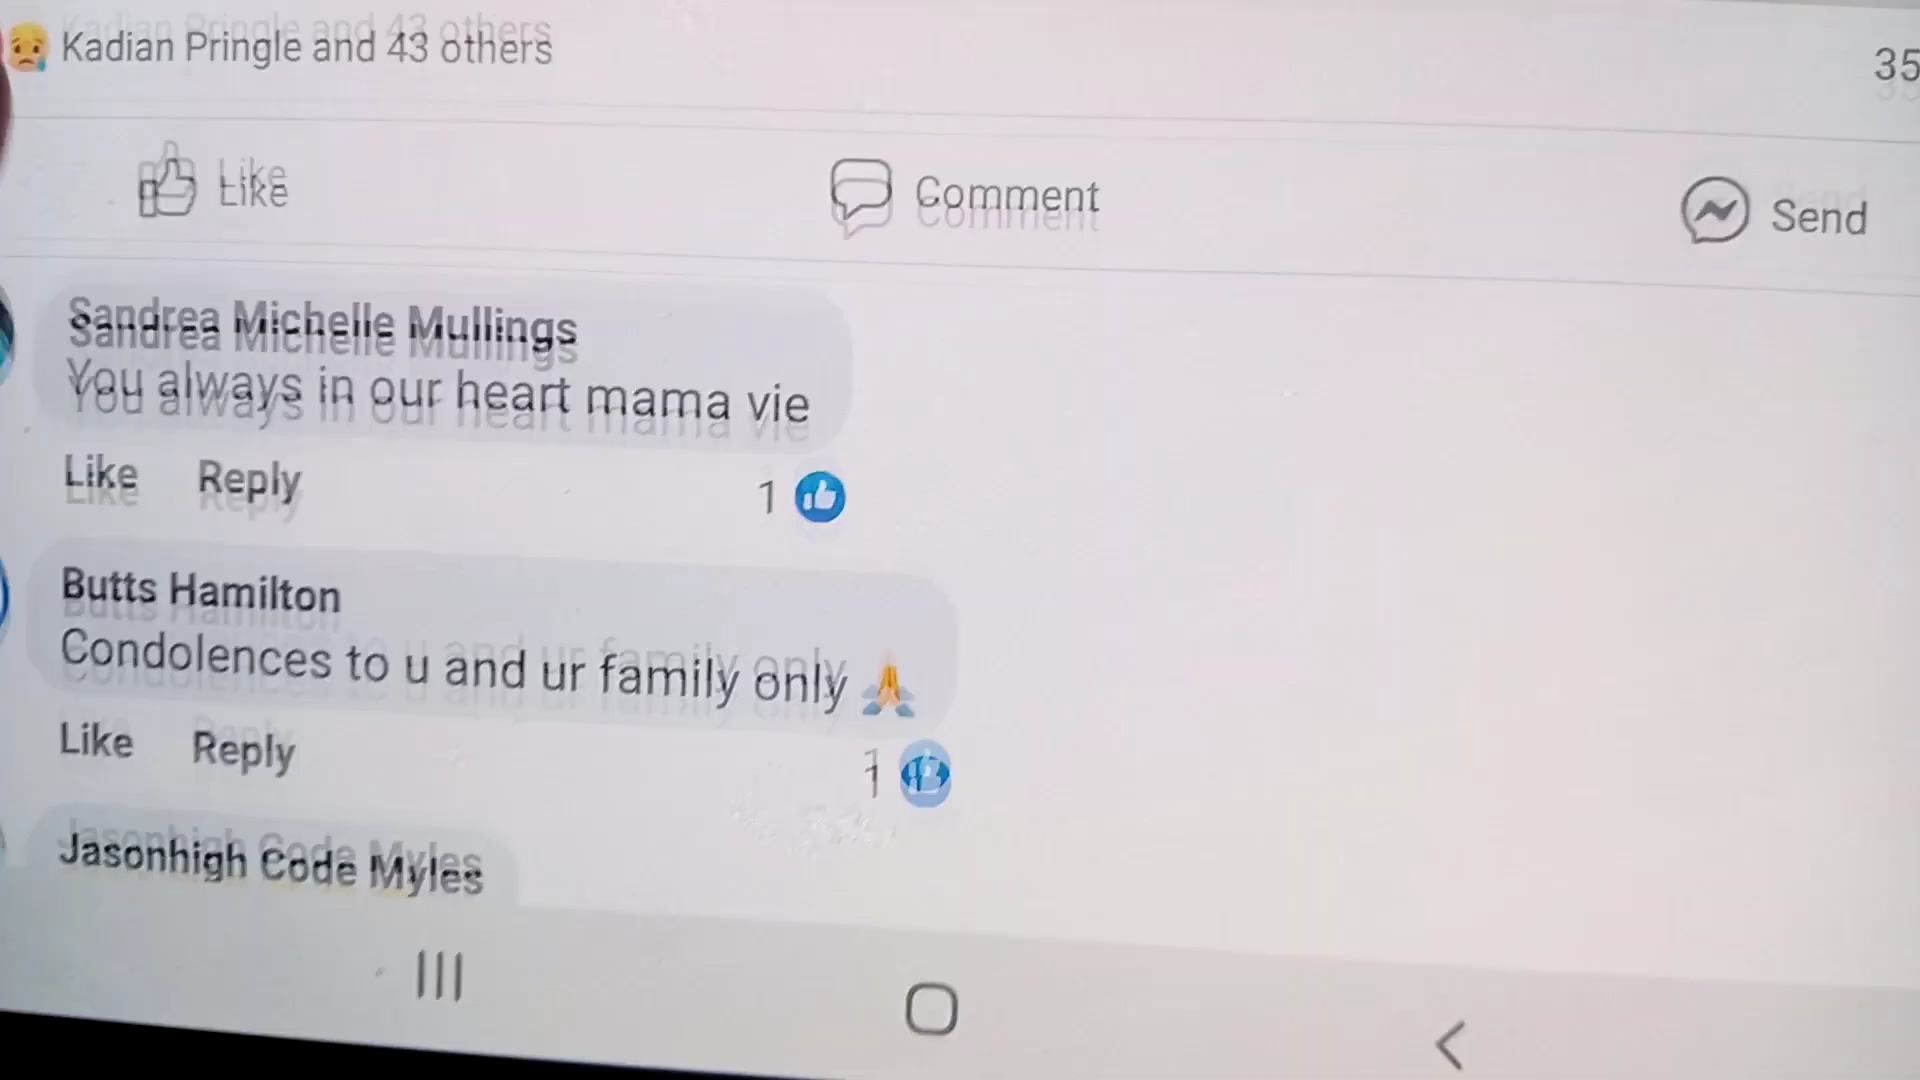 Kadian Pringle and 43 others
35
Like
Comment
Send
Sandrea Michelle Mullings
You always in our heart mama vie
Like Reply 1
Butts Hamilton
Condolences to u and ur family only 🙏
Like Reply 1
Jasonhigh Code Myles